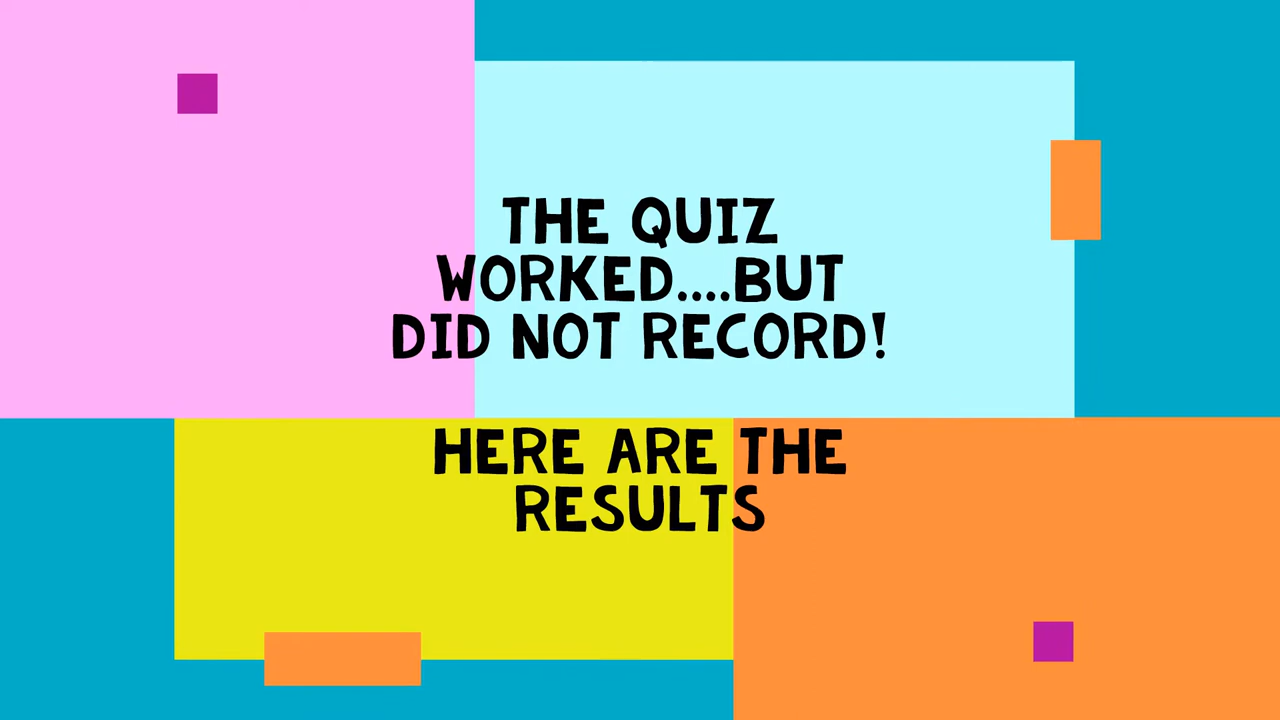 THE QUIZ
WORKED....BUT
DID NOT RECORD!
HERE ARE THE
RESULTS